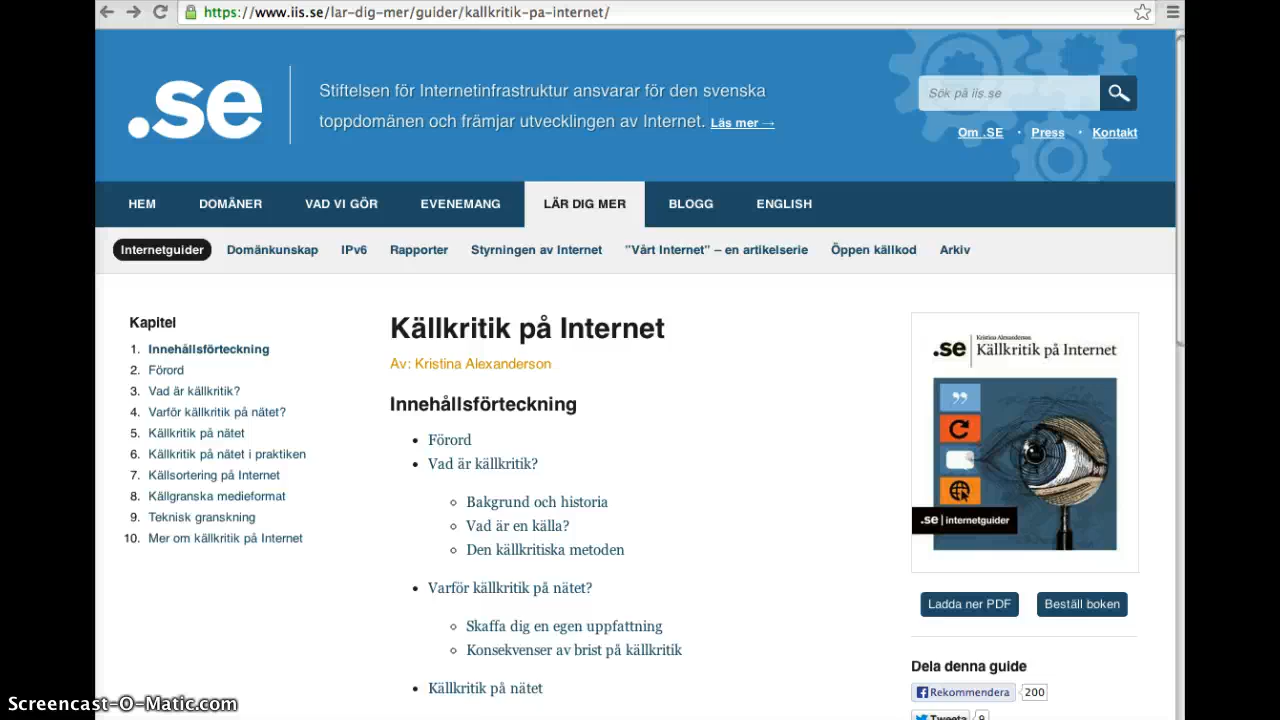 https://www.iis.se/lar-dig-mer/guider/kallkritik-pa-internet/
.se
Stiftelsen för Internetinfrastruktur ansvarar för den svenska
toppdomänen och främjar utvecklingen av Internet. Läs mer →
Sök på iis.se
Om .SE · Press · Kontakt
HEM DOMÄNER VAD VI GÖR EVENEMANG LÄR DIG MER BLOGG ENGLISH
Internetguider Domänkunskap IPv6 Rapporter Styrningen av Internet "Vårt Internet" – en artikelserie Öppen källkod Arkiv
Kapitel
1. Innehållsförteckning
2. Förord
3. Vad är källkritik?
4. Varför källkritik på nätet?
5. Källkritik på nätet
6. Källkritik på nätet i praktiken
7. Källsortering på Internet
8. Källgranska medieformat
9. Teknisk granskning
10. Mer om källkritik på Internet
Källkritik på Internet
Av: Kristina Alexanderson
Innehållsförteckning
Förord
Vad är källkritik?
Bakgrund och historia
Vad är en källa?
Den källkritiska metoden
Varför källkritik på nätet?
Skaffa dig en egen uppfattning
Konsekvenser av brist på källkritik
Källkritik på nätet
Kristina Alexanderson
.se Källkritik på Internet
.se internetguider
Ladda ner PDF Beställ boken
Dela denna guide
Rekommendera 200
Tweeta 9
Screencast-O-Matic.com